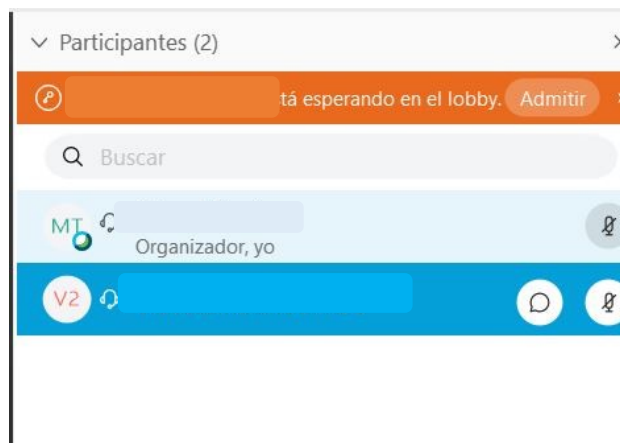 Participantes (2)
tá esperando en el lobby. Admitir
Buscar
MT
Organizador, yo
V2